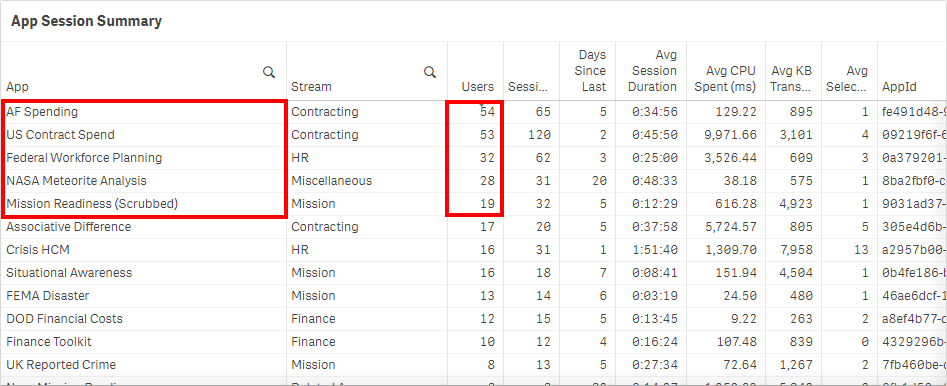 App Session Summary
App Stream Users Sessi... Days Since Last Avg Session Duration Avg CPU Spent (ms) Avg KB Trans... Avg Selec... AppId
AF Spending Contracting 54 65 5 0:34:56 129.22 895 1 fe491d48-9
US Contract Spend Contracting 53 120 2 0:45:50 9,971.66 3,101 4 09219f6f-6
Federal Workforce Planning HR 32 62 3 0:25:00 3,526.44 609 3 0a379201-
NASA Meteorite Analysis Miscellaneous 28 31 20 0:48:33 38.18 575 1 8ba2fbf0-c
Mission Readiness (Scrubbed) Mission 19 32 5 0:12:29 616.28 4,923 1 9031ad37-
Associative Difference Contracting 17 20 5 0:37:58 5,724.57 805 5 305e4d6b-
Crisis HCM HR 16 31 1 1:51:40 1,309.70 7,958 13 a2957b00-
Situational Awareness Mission 16 18 7 0:08:41 151.94 4,504 1 0b4fe186-b
FEMA Disaster Mission 13 14 6 0:03:19 24.50 480 1 46ae6dcf-1
DOD Financial Costs Finance 12 15 5 0:13:45 9.22 263 2 a8ef4b77-c
Finance Toolkit Finance 10 12 4 0:16:24 107.48 839 0 4329296b-
UK Reported Crime Mission 8 13 5 0:27:34 72.64 1,267 2 7fb460be-c